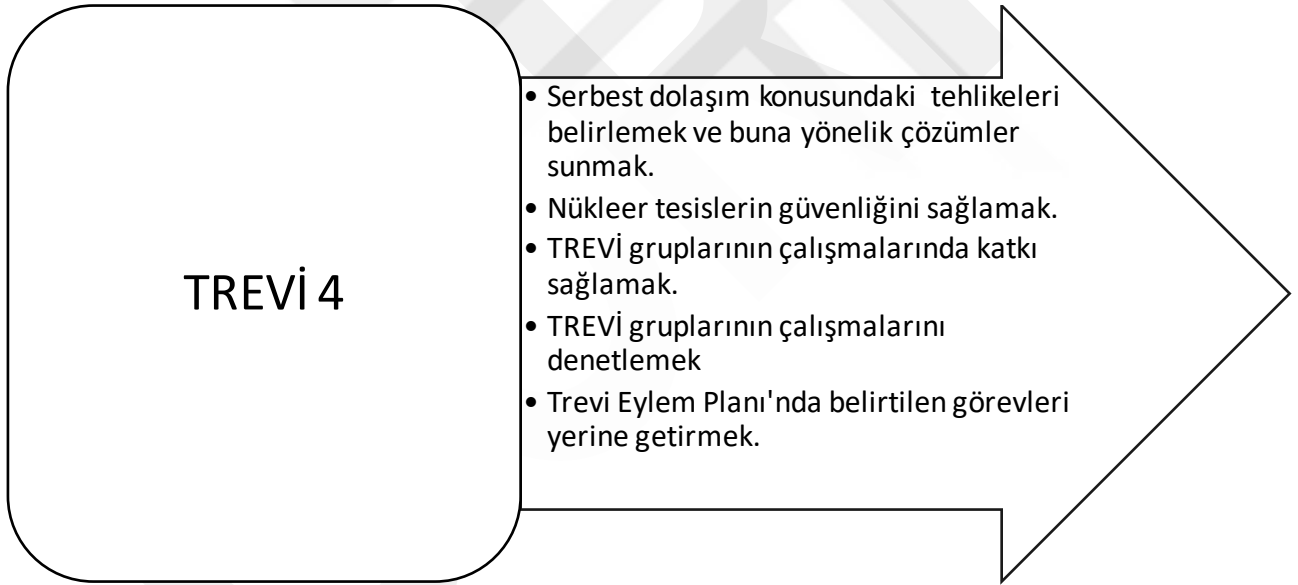 TREVİ 4
• Serbest dolaşım konusundaki tehlikeleri
belirlemek ve buna yönelik çözümler
sunmak.
• Nükleer tesislerin güvenliğini sağlamak.
• TREVİ gruplarının çalışmalarında katkı
sağlamak.
• TREVİ gruplarının çalışmalarını
denetlemek
• Trevi Eylem Planı'nda belirtilen görevleri
yerine getirmek.